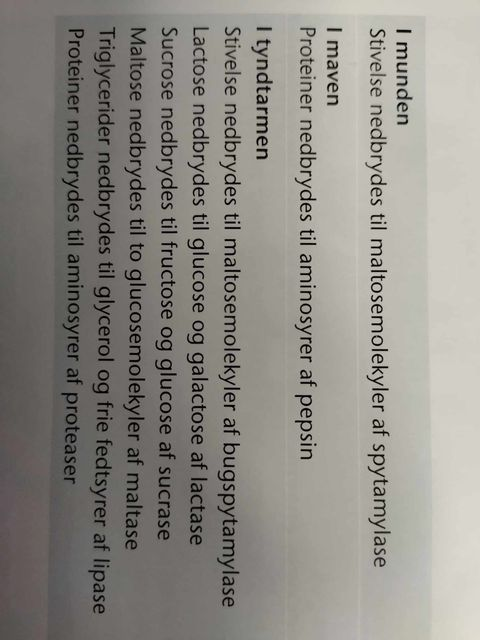 I munden
Stivelse nedbrydes til maltosemolekyler af spytamylase
I maven
Proteiner nedbrydes til aminosyrer af pepsin
I tyndtarmen
Stivelse nedbrydes til maltosemolekyler af bugspytamylase
Lactose nedbrydes til glucose og galactose af lactase
Sucrose nedbrydes til fructose og glucose af sucrase
Maltose nedbrydes til to glucosemolekyler af maltase
Triglycerider nedbrydes til glycerol og frie fedtsyrer af lipase
Proteiner nedbrydes til aminosyrer af proteaser